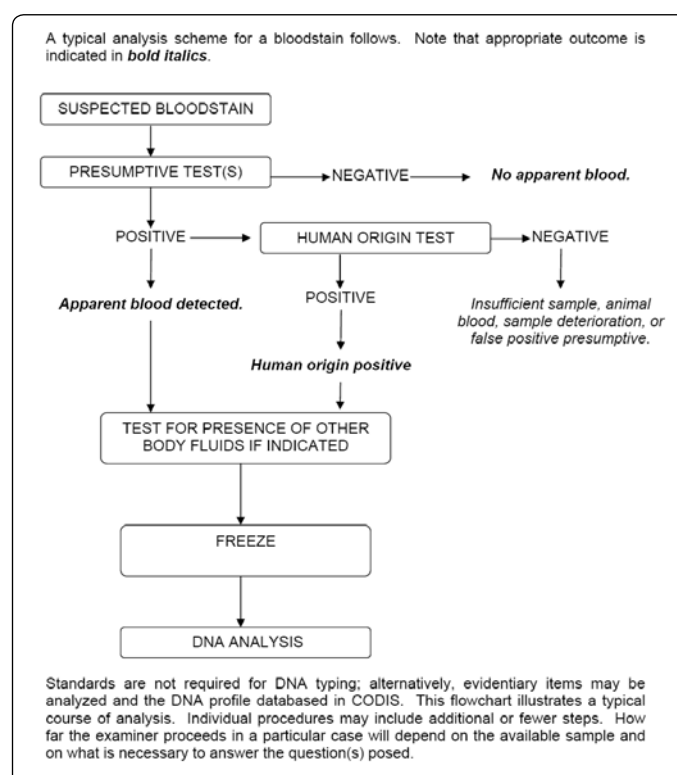 A typical analysis scheme for a bloodstain follows. Note that appropriate outcome is
indicated in bold italics.
SUSPECTED BLOODSTAIN
PRESUMPTIVE TEST(S)
NEGATIVE
No apparent blood.
POSITIVE
HUMAN ORIGIN TEST
NEGATIVE
Apparent blood detected.
POSITIVE
Insufficient sample, animal
blood, sample deterioration, or
false positive presumptive.
Human origin positive
TEST FOR PRESENCE OF OTHER
BODY FLUIDS IF INDICATED
FREEZE
DNA ANALYSIS
Standards are not required for DNA typing; alternatively, evidentiary items may be
analyzed and the DNA profile databased in CODIS. This flowchart illustrates a typical
course of analysis. Individual procedures may include additional or fewer steps. How
far the examiner proceeds in a particular case will depend on the available sample and
on what is necessary to answer the question(s) posed.